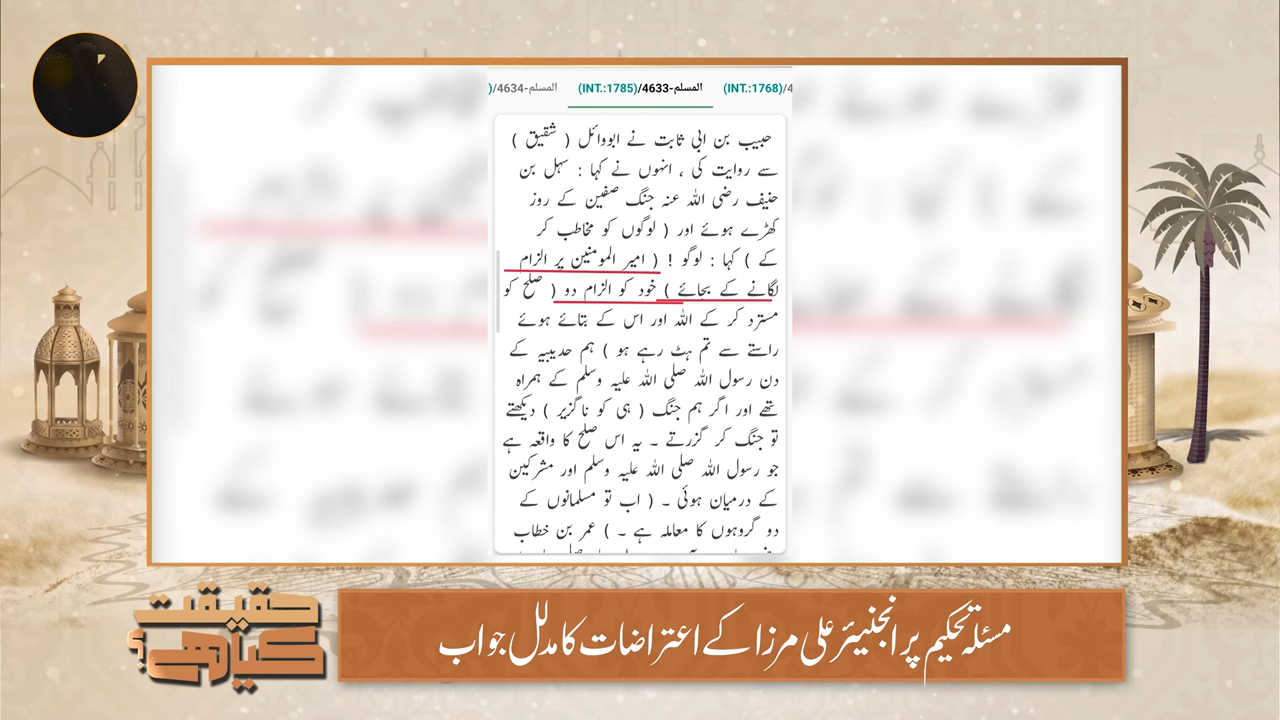 المسلم-4634/(
المسلم-4633/(INT.:1785)
4/(INT.:1768)
حبیب بن ابی ثابت نے ابووائل ( شقیق )
سے روایت کی ، انہوں نے کہا : سہل بن
حنیف رضی اللہ عنہ جنگ صفین کے روز
کھڑے ہوئے اور ( لوگوں کو مخاطب کر
کے ) کہا : لوگو ! ( امیر المومنین پر الزام
لگانے کے بجائے ) خود کو الزام دو ( صلح کو
مسترد کر کے اللہ اور اس کے بتائے ہوئے
راستے سے تم ہٹ رہے ہو ) ہم حدیبیہ کے
دن رسول اللہ صلی اللہ علیہ وسلم کے ہمراہ
تھے اور اگر ہم جنگ ( ہی کو ناگزیر ) دیکھتے
تو جنگ کر گزرتے ۔ یہ اس صلح کا واقعہ ہے
جو رسول اللہ صلی اللہ علیہ وسلم اور مشرکین
کے درمیان ہوئی ۔ ( اب تو مسلمانوں کے
دو گروہوں کا معاملہ ہے ۔ ) عمر بن خطاب
حقیقت
کیا ھے؟
مسئلہ تحکیم پر انجنیئر علی مرزا کے اعتراضات کا مدلل جواب